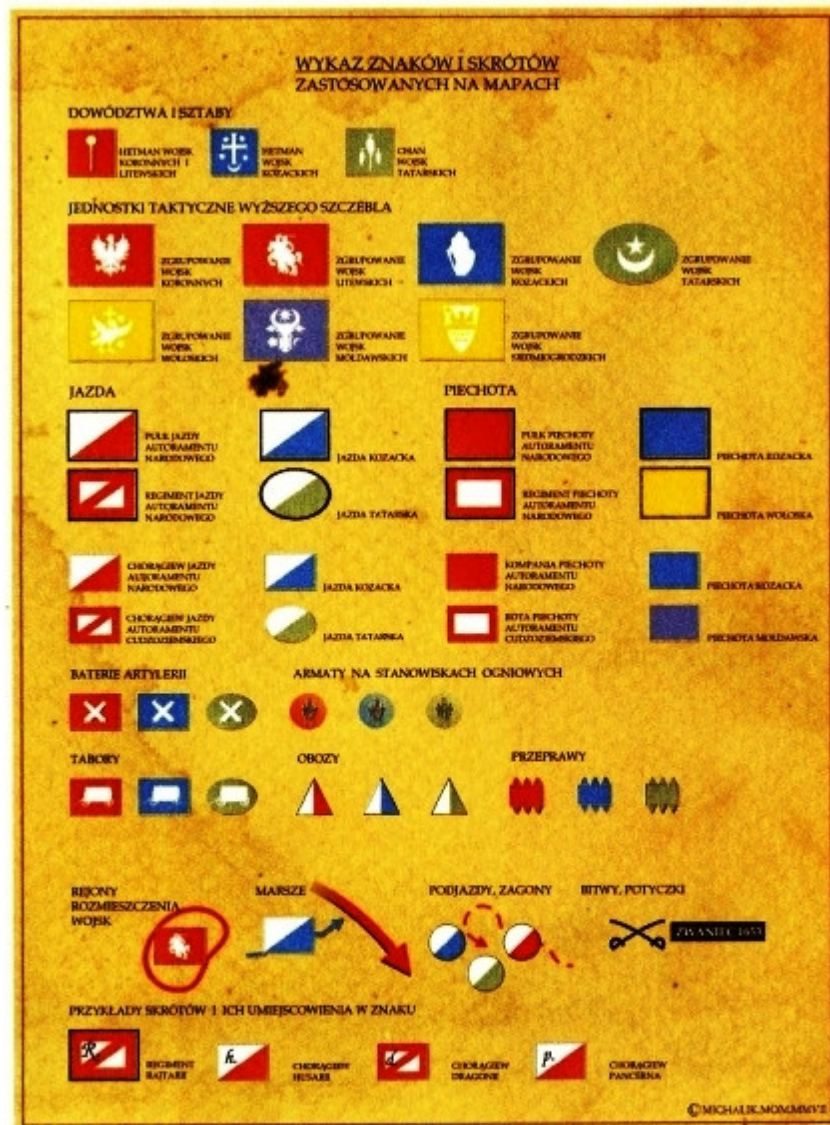 WYKAZ ZNAKÓW I SKRÓTÓW
ZASTOSOWANYCH NA MAPACH
DOWÓDZTWA I SZTABY
HETMAN WOJSK
KORONNYCH I
LITEWSKICH
HETMAN
WOJSK
KOZACKICH
CHAN
WOJSK
TATARSKICH
JEDNOSTKI TAKTYCZNE WYŻSZEGO SZCZEBLA
ZGRUPOWANIE
WOJSK
KORONNYCH
ZGRUPOWANIE
WOJSK
LITEWSKICH
ZGRUPOWANIE
WOJSK
KOZACKICH
ZGRUPOWANIE
WOJSK
TATARSKICH
ZGRUPOWANIE
WOJSK
WOŁOSKICH
ZGRUPOWANIE
WOJSK
MOŁDAWSKICH
ZGRUPOWANIE
WOJSK
SIEDMIOGRODZKICH
JAZDA
PUŁK JAZDY
AUTORAMENTU
NARODOWEGO
JAZDA KOZACKA
REGIMENT JAZDY
AUTORAMENTU
NARODOWEGO
JAZDA TATARSKA
CHORĄGIEW JAZDY
AUTORAMENTU
NARODOWEGO
JAZDA KOZACKA
CHORĄGIEW JAZDY
AUTORAMENTU
CUDZOZIEMSKIEGO
JAZDA TATARSKA
PIECHOTA
PUŁK PIECHOTY
AUTORAMENTU
NARODOWEGO
PIECHOTA KOZACKA
REGIMENT PIECHOTY
AUTORAMENTU
NARODOWEGO
PIECHOTA WOŁOSKA
KOMPANIA PIECHOTY
AUTORAMENTU
NARODOWEGO
PIECHOTA KOZACKA
ROTA PIECHOTY
AUTORAMENTU
CUDZOZIEMSKIEGO
PIECHOTA MOŁDAWSKA
BATERIE ARTYLERII
ARMATY NA STANOWISKACH OGNIOWYCH
TABORY
OBOZY
PRZEPRAWY
REJONY
ROZMIESZCZENIA
WOJSK
MARSZE
PODJAZDY, ZAGONY
BITWY, POTYCZKI
ŻWANIEC 1653
PRZYKŁADY SKRÓTÓW I ICH UMIEJSCOWIENIA W ZNAKU
R.
REGIMENT
RAJTARII
h.
CHORĄGIEW
HUSARII
d.
CHORĄGIEW
DRAGONII
p.
CHORĄGIEW
PANCERNA